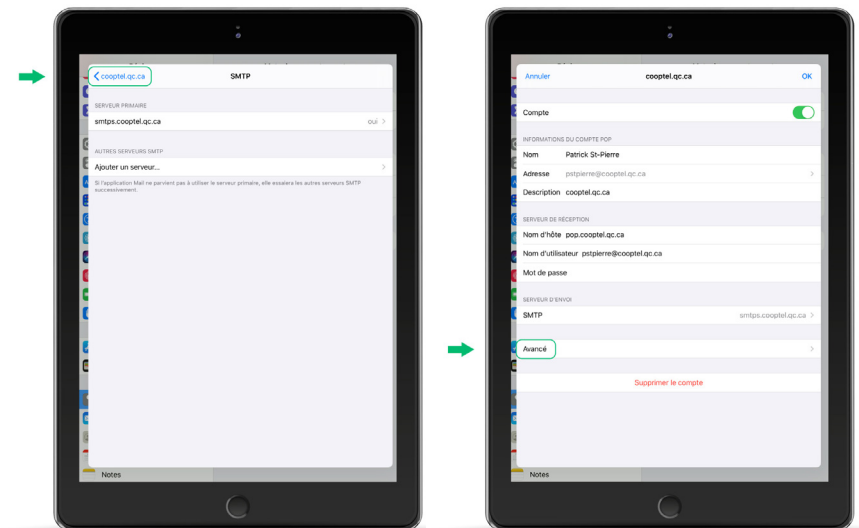 cooptel.qc.ca
SMTP
SERVEUR PRIMAIRE
smtps.cooptel.qc.ca oui
AUTRES SERVEURS SMTP
Ajouter un serveur...
Si l'application Mail ne parvient pas à utiliser le serveur primaire, elle essaiera les autres serveurs SMTP
successivement.
Notes
Annuler cooptel.qc.ca OK
Compte
INFORMATIONS DU COMPTE POP
Nom Patrick St-Pierre
Adresse pstpierre@cooptel.qc.ca
Description cooptel.qc.ca
SERVEUR DE RÉCEPTION
Nom d'hôte pop.cooptel.qc.ca
Nom d'utilisateur pstpierre@cooptel.qc.ca
Mot de passe
SERVEUR D'ENVOI
SMTP smtps.cooptel.qc.ca
Avancé
Supprimer le compte
Notes